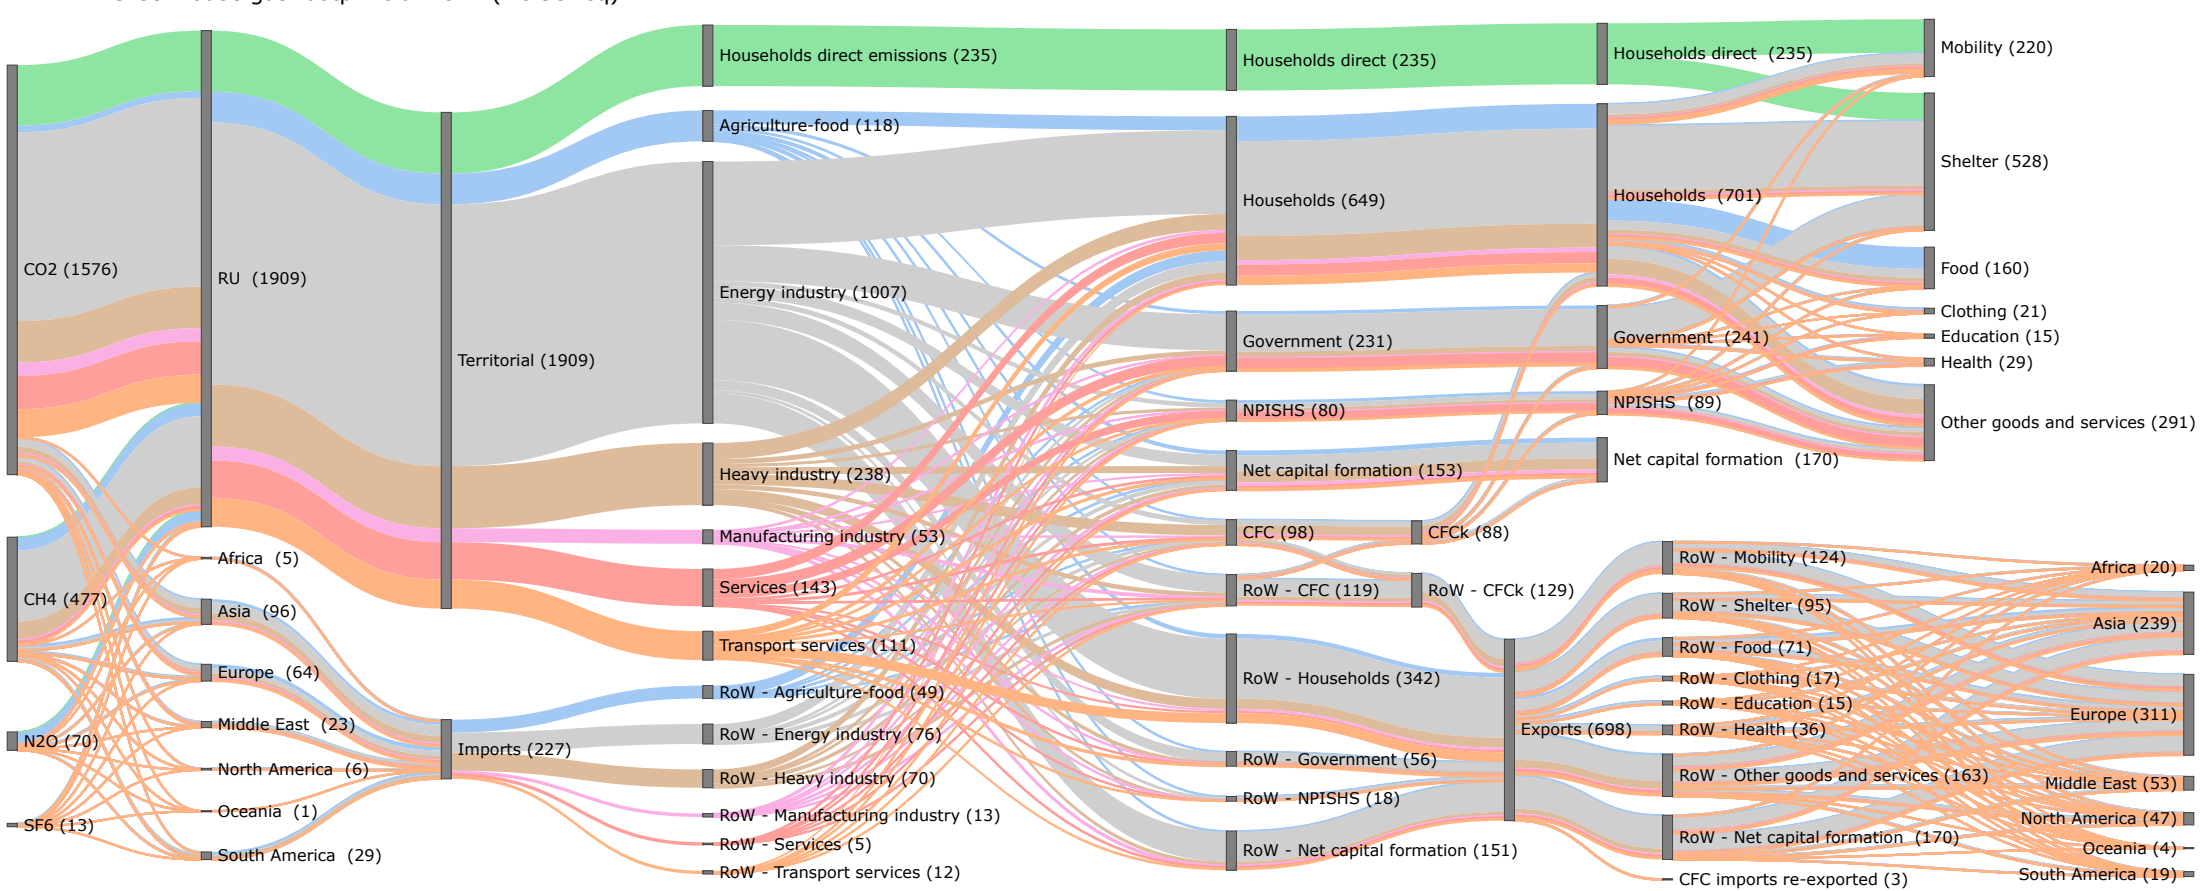 CO2 (1576)
CH4 (477)
N2O (70)
SF6 (13)
RU (1909)
Africa (5)
Asia (96)
Europe (64)
Middle East (23)
North America (6)
Oceania (1)
South America (29)
Territorial (1909)
Imports (227)
Households direct emissions (235)
Agriculture-food (118)
Energy industry (1007)
Heavy industry (238)
Manufacturing industry (53)
Services (143)
Transport services (111)
RoW - Agriculture-food (49)
RoW - Energy industry (76)
RoW - Heavy industry (70)
RoW - Manufacturing industry (13)
RoW - Services (5)
RoW - Transport services (12)
Households direct (235)
Households (649)
Government (231)
NPISHS (80)
Net capital formation (153)
CFC (98)
RoW - CFC (119)
RoW - Households (342)
RoW - Government (56)
RoW - NPISHS (18)
RoW - Net capital formation (151)
CFCk (88)
RoW - CFCk (129)
Exports (698)
Households direct (235)
Households (701)
Government (241)
NPISHS (89)
Net capital formation (170)
RoW - Mobility (124)
RoW - Shelter (95)
RoW - Food (71)
RoW - Clothing (17)
RoW - Education (15)
RoW - Health (36)
RoW - Other goods and services (163)
RoW - Net capital formation (170)
CFC imports re-exported (3)
Mobility (220)
Shelter (528)
Food (160)
Clothing (21)
Education (15)
Health (29)
Other goods and services (291)
Africa (20)
Asia (239)
Europe (311)
Middle East (53)
North America (47)
Oceania (4)
South America (19)